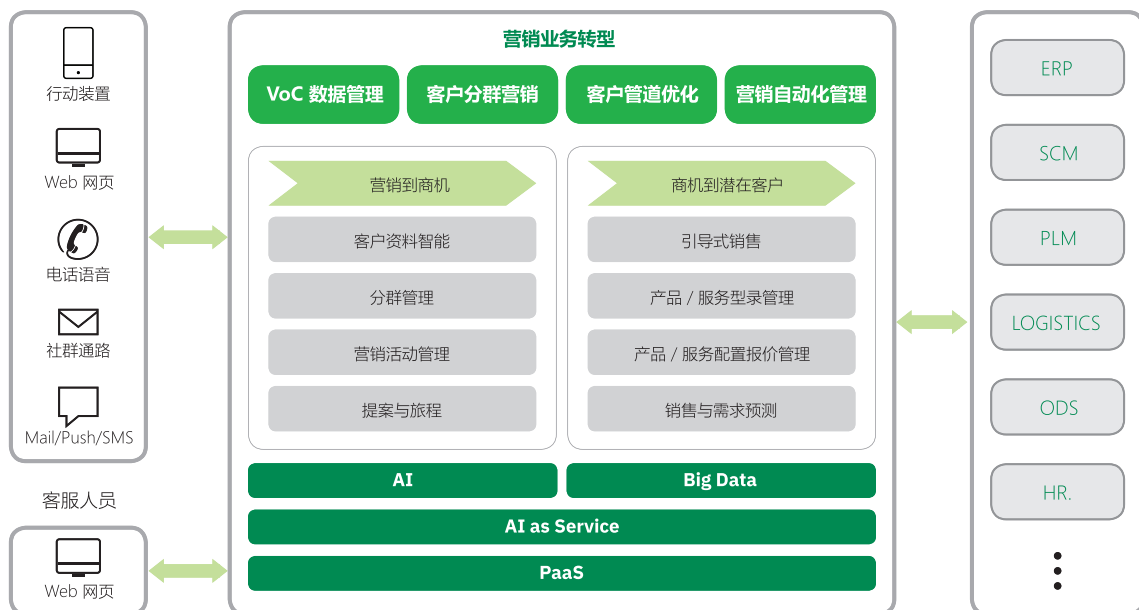 行动装置
Web 网页
电话语音
社群通路
Mail/Push/SMS
客服人员
Web 网页
营销业务转型
VoC 数据管理
客户分群营销
客户管道优化
营销自动化管理
营销到商机
客户资料智能
分群管理
营销活动管理
提案与旅程
商机到潜在客户
引导式销售
产品 / 服务型录管理
产品 / 服务配置报价管理
销售与需求预测
AI
Big Data
AI as Service
PaaS
ERP
SCM
PLM
LOGISTICS
ODS
HR.